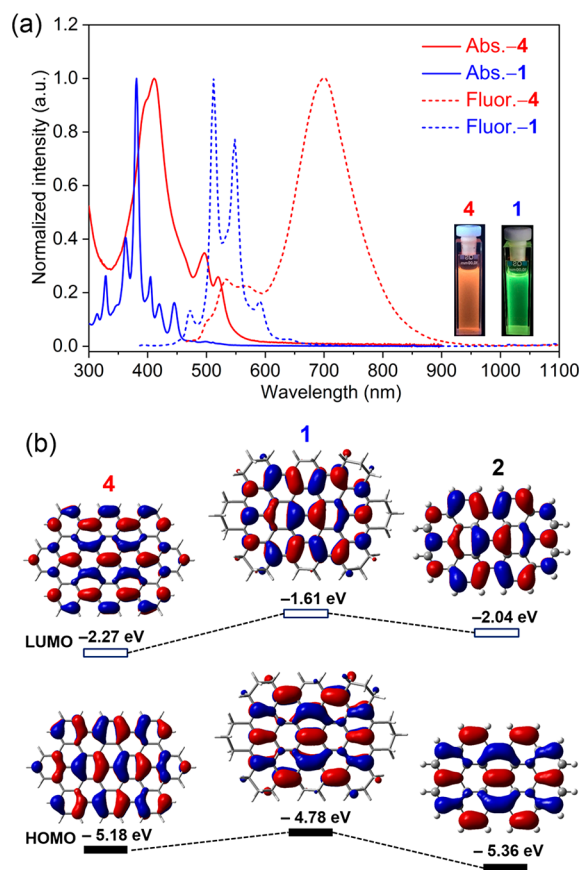 (a)
Normalized intensity (a.u.)
1.0
0.8
0.6
0.4
0.2
0.0
Abs.–4
Abs.–1
Fluor.–4
Fluor.–1
4 1
300 400 500 600 700 800 900 1000 1100
Wavelength (nm)
(b)
4 1 2
LUMO –2.27 eV –1.61 eV –2.04 eV
HOMO – 5.18 eV – 4.78 eV –5.36 eV